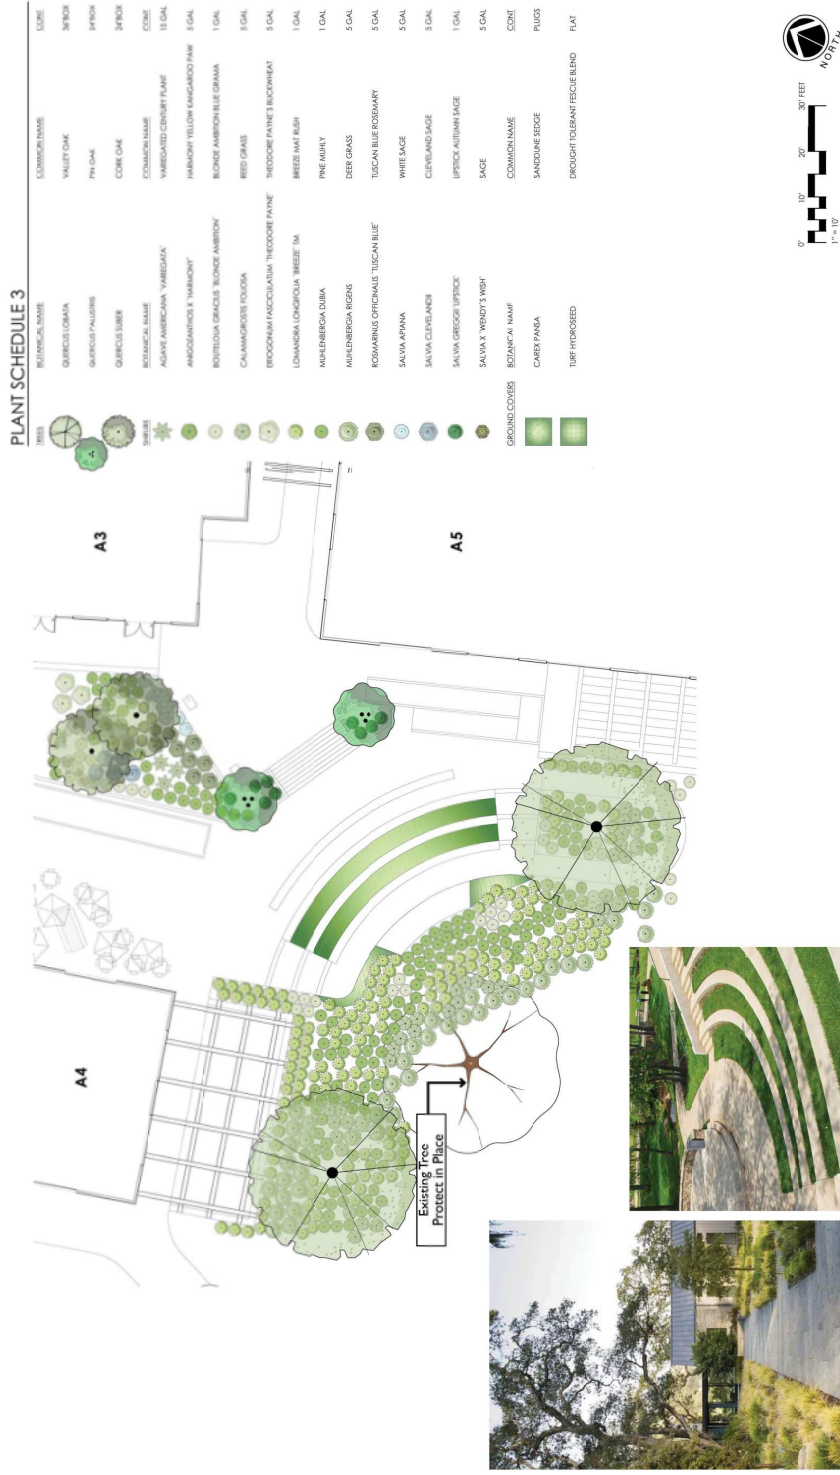 PLANT SCHEDULE 3
TREES BOTANICAL NAME COMMON NAME CONT
QUERCUS LOBATA VALLEY OAK 36"BOX
QUERCUS PALUSTRIS PIN OAK 24"BOX
QUERCUS SUBER CORK OAK 24"BOX
SHRUBS BOTANICAL NAME COMMON NAME CONT
AGAVE AMERICANA `VARIEGATA` VARIEGATED CENTURY PLANT 15 GAL
ANIGOZANTHOS X `HARMONY` HARMONY YELLOW KANGAROO PAW 5 GAL
BOUTELOUA GRACILIS `BLONDE AMBITION` BLONDE AMBITION BLUE GRAMA 1 GAL
CALAMAGROSTIS FOLIOSA REED GRASS 5 GAL
ERIOGONUM FASCICULATUM `THEODORE PAYNE` THEODORE PAYNE`S BUCKWHEAT 5 GAL
LOMANDRA LONGIFOLIA `BREEZE` TM BREEZE MAT RUSH 1 GAL
MUHLENBERGIA DUBIA PINE MUHLY 1 GAL
MUHLENBERGIA RIGENS DEER GRASS 5 GAL
ROSMARINUS OFFICINALIS `TUSCAN BLUE` TUSCAN BLUE ROSEMARY 5 GAL
SALVIA APIANA WHITE SAGE 5 GAL
SALVIA CLEVELANDII CLEVELAND SAGE 5 GAL
SALVIA GREGGII `LIPSTICK` LIPSTICK AUTUMN SAGE 1 GAL
SALVIA X `WENDY`S WISH` SAGE 5 GAL
GROUND COVERS BOTANICAL NAME COMMON NAME CONT
CAREX PANSA SANDDUNE SEDGE PLUGS
TURF HYDROSEED DROUGHT TOLERANT FESCUE BLEND FLAT
A3
A4
A5
Existing Tree
Protect in Place
0' 10' 20' 30' FEET
1" = 10'
NORTH